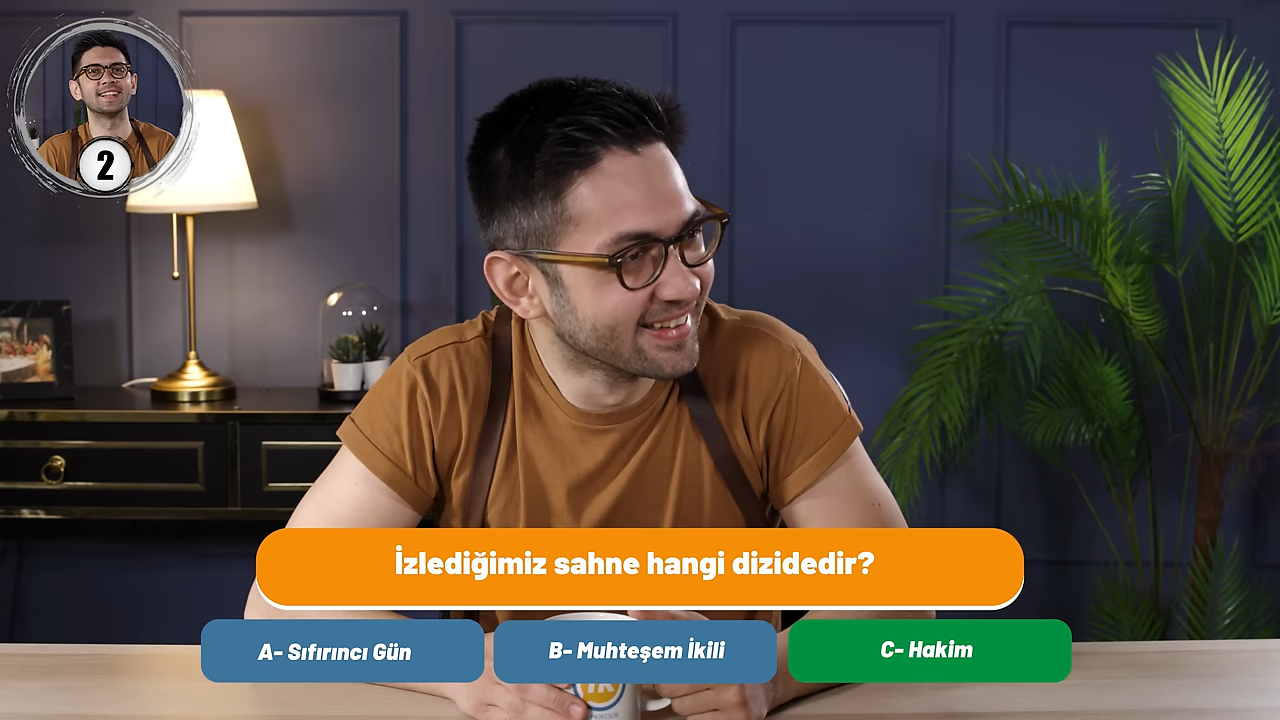 2
İzlediğimiz sahne hangi dizidedir?
A- Sıfırıncı Gün
B- Muhteşem İkili
C- Hakim